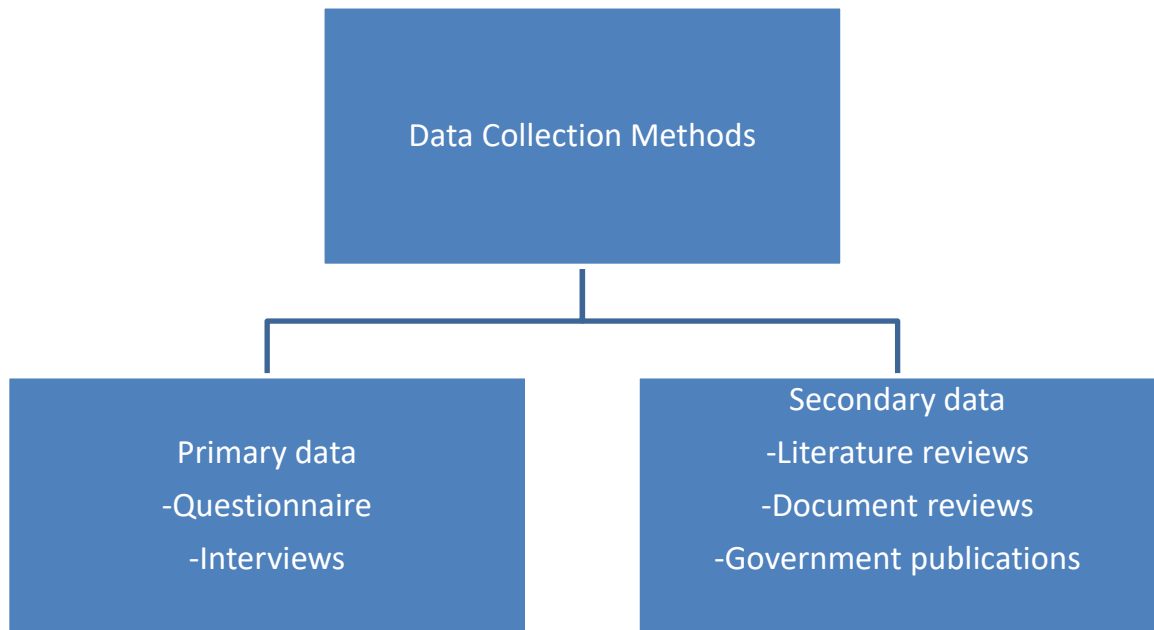 Data Collection Methods
Primary data
-Questionnaire
-Interviews
Secondary data
-Literature reviews
-Document reviews
-Government publications